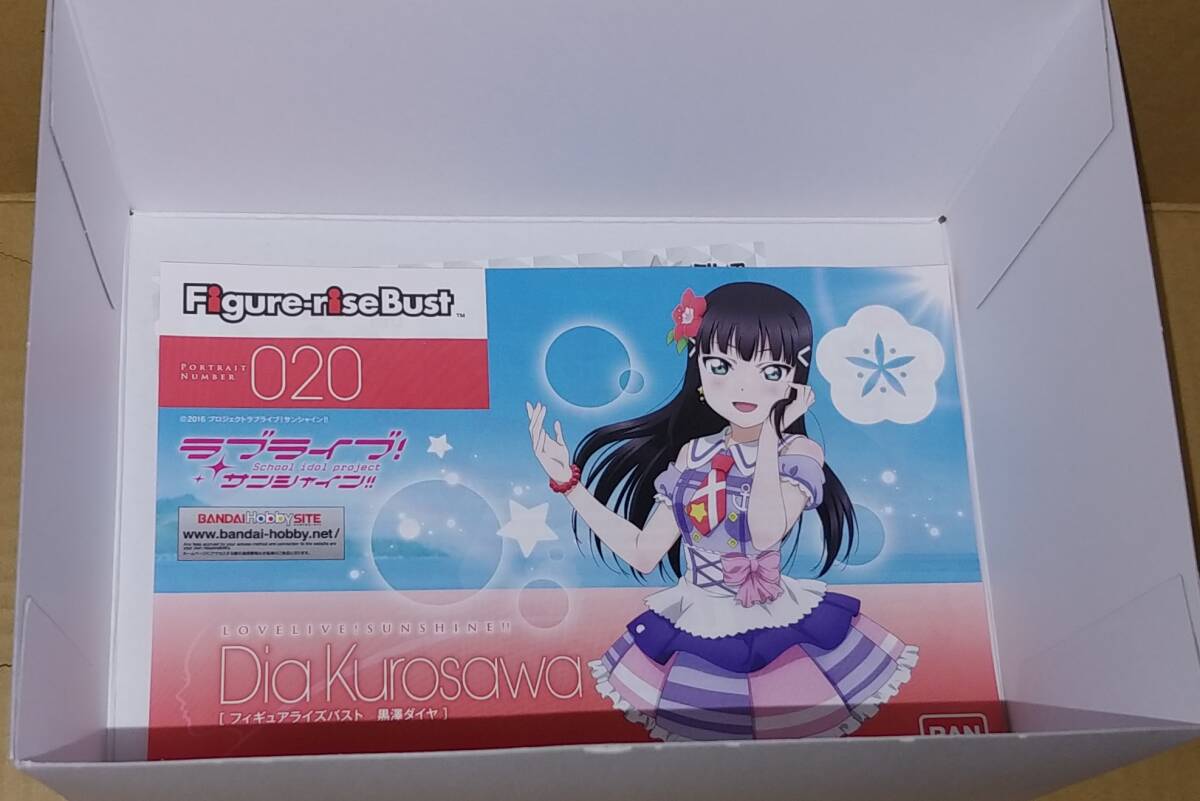 Figure-riseBust™
PORTRAIT
NUMBER 020
©2016 プロジェクトラブライブ!サンシャイン!!
ラブライブ!
School idol project
サンシャイン!!
BANDAI Hobby SITE
www.bandai-hobby.net/
LOVELIVE!SUNSHINE!!
Dia Kurosawa
[ フィギュアライズバスト 黒澤ダイヤ ]
BAN